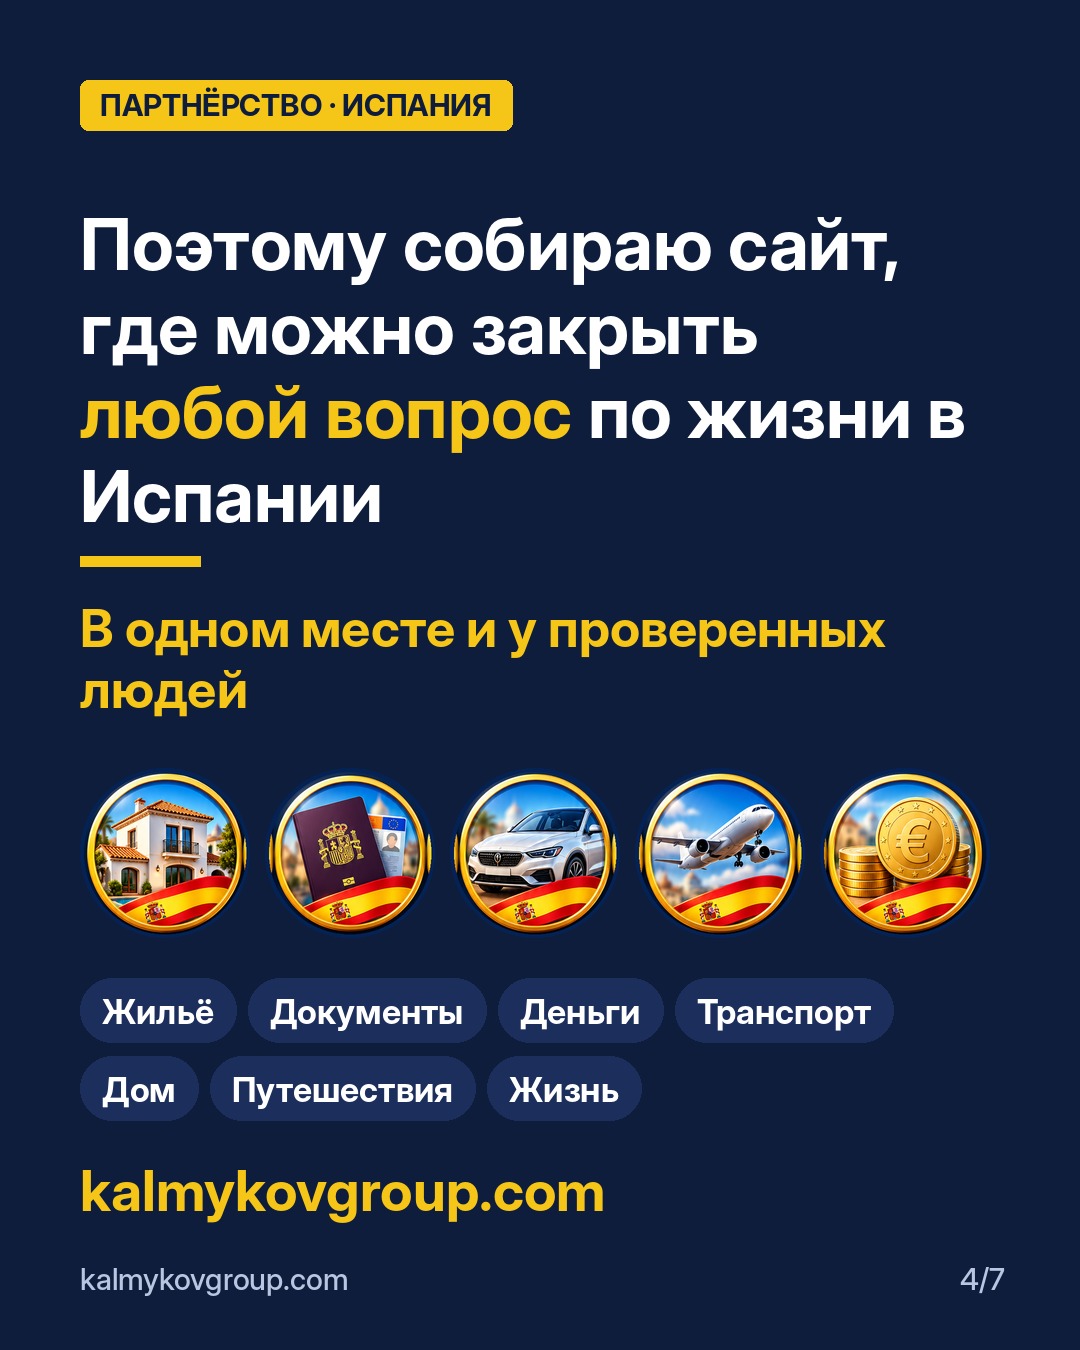 ПАРТНЁРСТВО · ИСПАНИЯ
Поэтому собираю сайт,
где можно закрыть
любой вопрос по жизни в
Испании
В одном месте и у проверенных
людей
€
Жильё Документы Деньги Транспорт
Дом Путешествия Жизнь
kalmykovgroup.com
kalmykovgroup.com 4/7